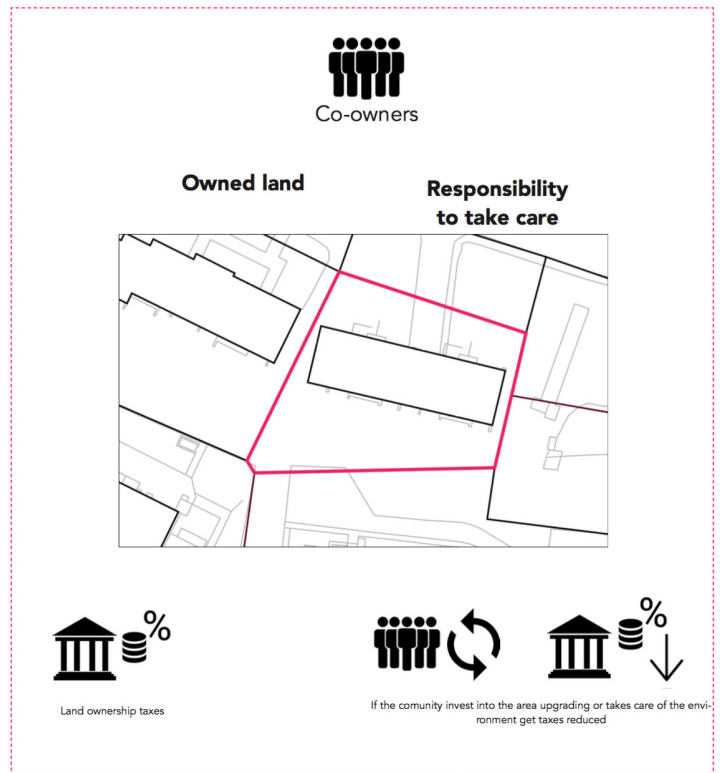 Co-owners
Owned land
Responsibility
to take care
%
%
Land ownership taxes
If the comunity invest into the area upgrading or takes care of the envi-
ronment get taxes reduced